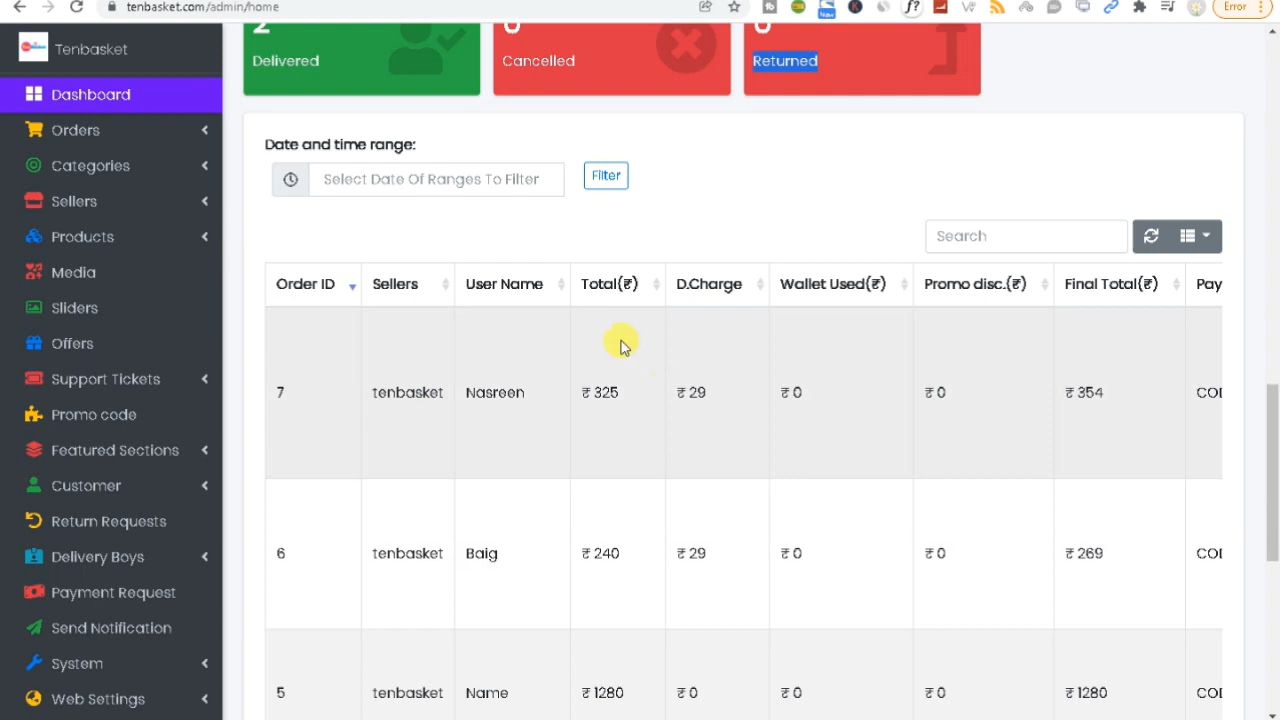 tenbasket.com/admin/home
New
Error
Tenbasket
Dashboard
Orders
Categories
Sellers
Products
Media
Sliders
Offers
Support Tickets
Promo code
Featured Sections
Customer
Return Requests
Delivery Boys
Payment Request
Send Notification
System
Web Settings
Delivered
Cancelled
Returned
Date and time range:
Select Date Of Ranges To Filter
Filter
Search
Order ID Sellers User Name Total(₹) D.Charge Wallet Used(₹) Promo disc.(₹) Final Total(₹) Pay
7 tenbasket Nasreen ₹ 325 ₹ 29 ₹ 0 ₹ 0 ₹ 354
6 tenbasket Baig ₹ 240 ₹ 29 ₹ 0 ₹ 0 ₹ 269
5 tenbasket Name ₹ 1280 ₹ 0 ₹ 0 ₹ 0 ₹ 1280